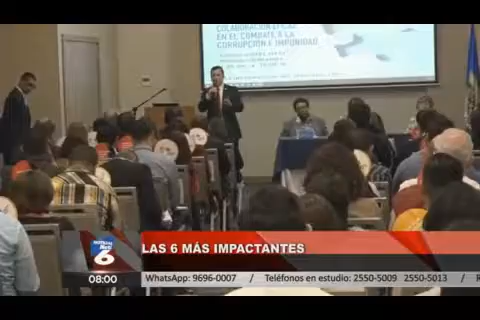 COLABORACIÓN EFICAZ
EN EL COMBATE A LA
CORRUPCIÓN E IMPUNIDAD
6
LAS 6 MÁS IMPACTANTES
08:00
WhatsApp: 9696-0007 / Teléfonos en estudio: 2550-5009 2550-5013 /